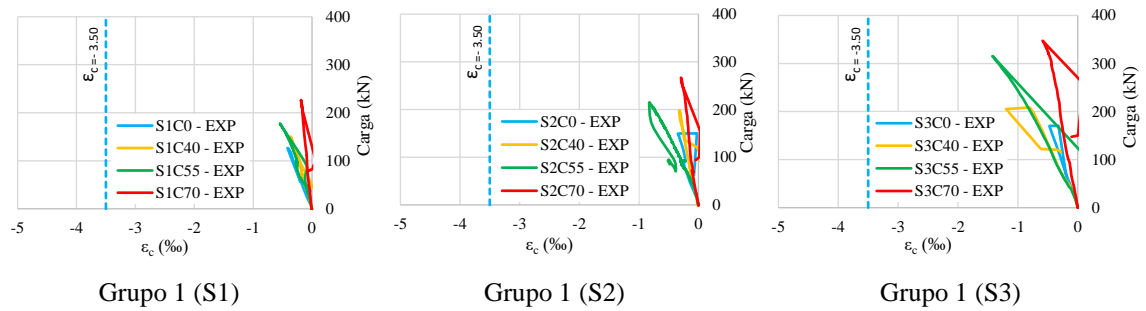 400
300
200
100
0
Carga (kN)
εc = - 3.50
S1C0 - EXP
S1C40 - EXP
S1C55 - EXP
S1C70 - EXP
-5 -4 -3 -2 -1 0
εc (‰)
Grupo 1 (S1)
400
300
200
100
0
Carga (kN)
εc = - 3.50
S2C0 - EXP
S2C40 - EXP
S2C55 - EXP
S2C70 - EXP
-5 -4 -3 -2 -1 0
εc (‰)
Grupo 1 (S2)
400
300
200
100
0
Carga (kN)
εc = - 3.50
S3C0 - EXP
S3C40 - EXP
S3C55 - EXP
S3C70 - EXP
-5 -4 -3 -2 -1 0
εc (‰)
Grupo 1 (S3)